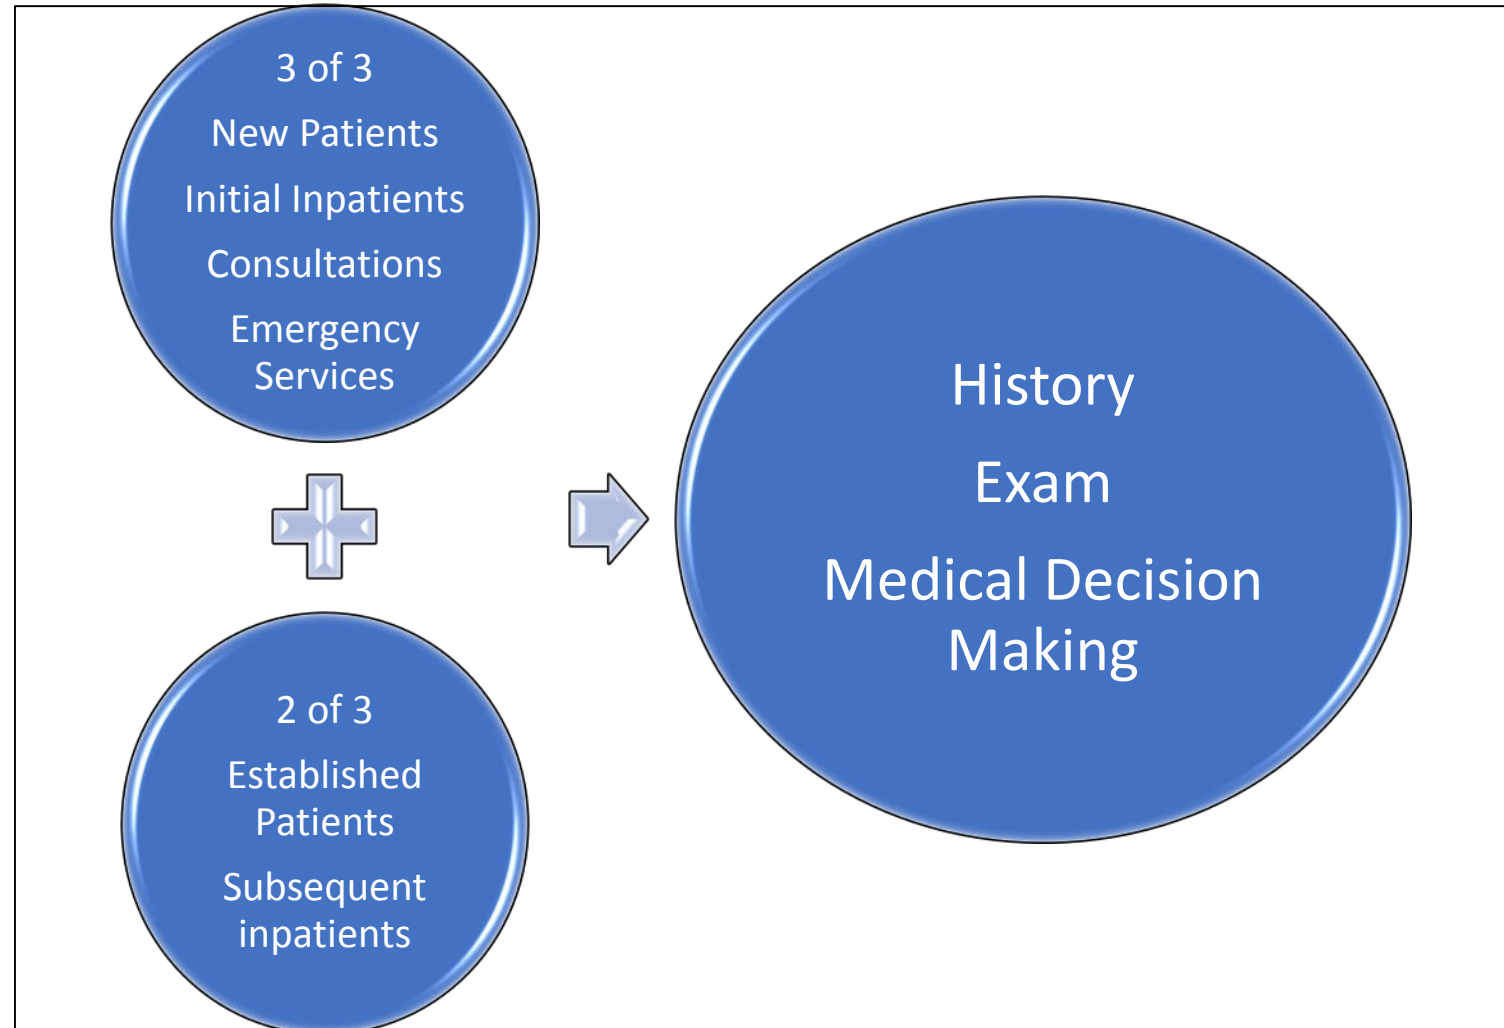 3 of 3
New Patients
Initial Inpatients
Consultations
Emergency
Services
2 of 3
Established
Patients
Subsequent
inpatients
History
Exam
Medical Decision
Making